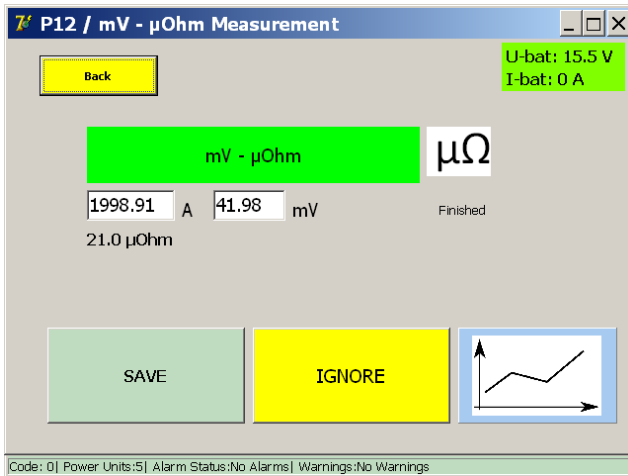 P12 / mV - µOhm Measurement
Back
U-bat: 15.5 V
I-bat: 0 A
mV - µOhm
µΩ
1998.91 A 41.98 mV
Finished
21.0 µOhm
SAVE
IGNORE
Code: 0| Power Units:5| Alarm Status:No Alarms| Warnings:No Warnings